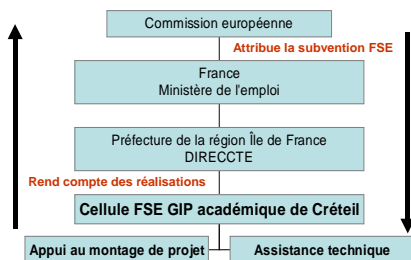 Commission européenne
Attribue la subvention FSE
France
Ministère de l'emploi
Préfecture de la région Île de France
DIRECCTE
Rend compte des réalisations
Cellule FSE GIP académique de Créteil
Appui au montage de projet
Assistance technique